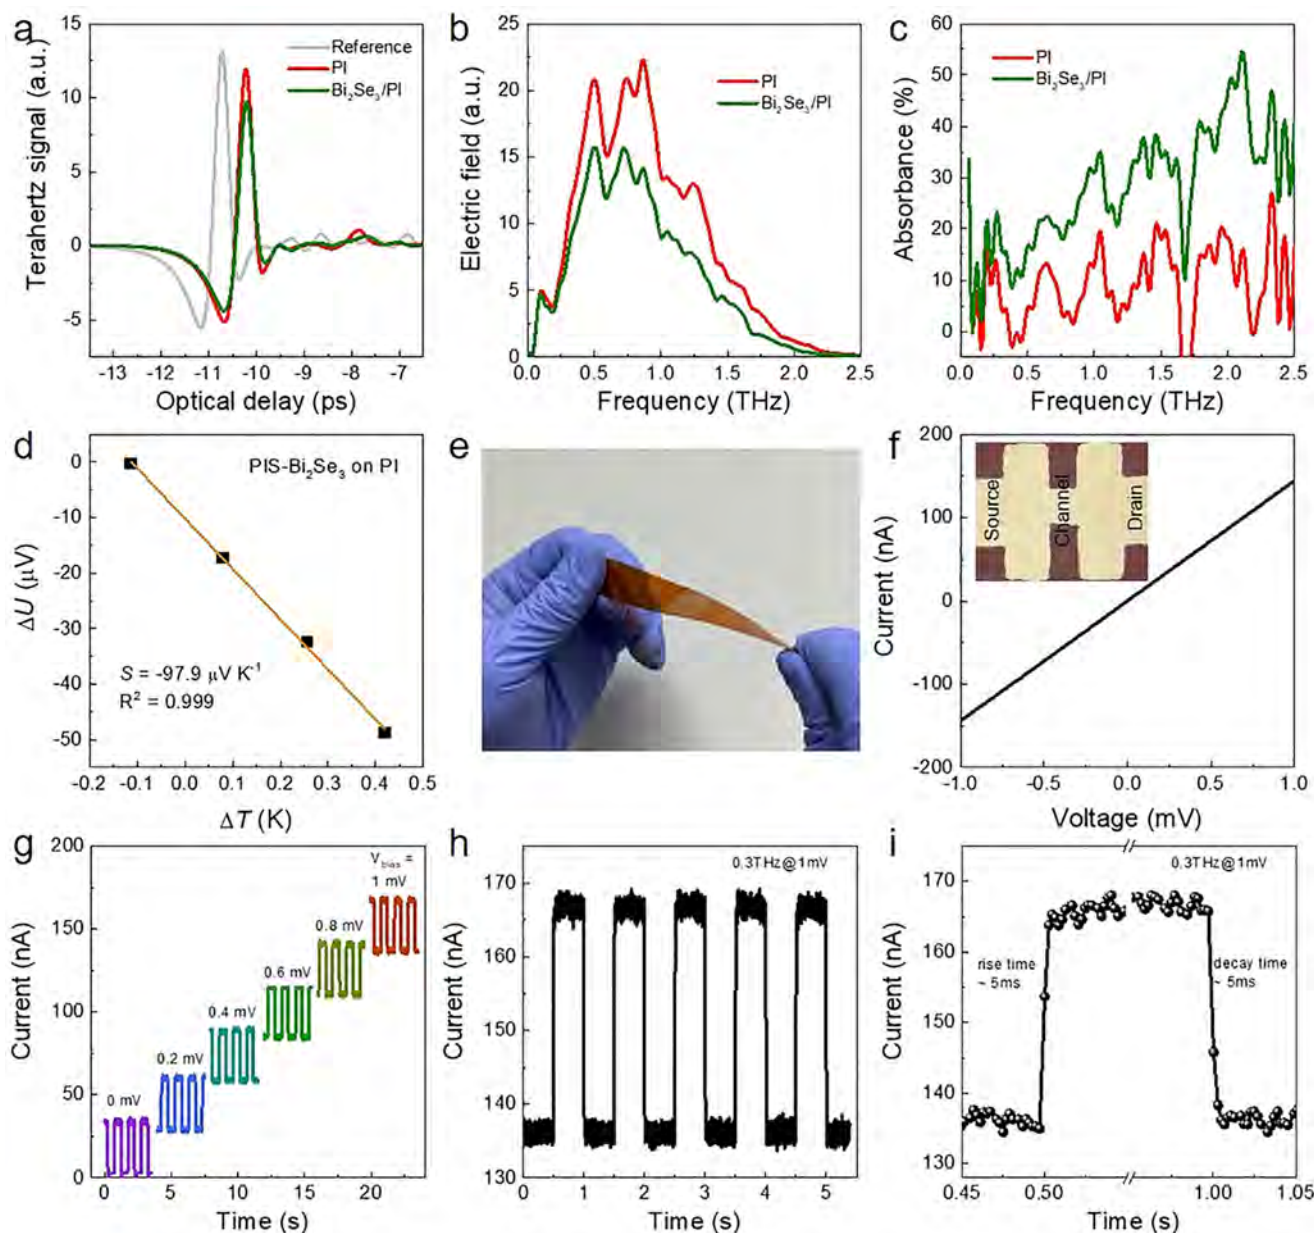 a
Terahertz signal (a.u.)
15
10
5
0
-5
Reference
PI
Bi₂Se₃/PI
-13 -12 -11 -10 -9 -8 -7
Optical delay (ps)
b
Electric field (a.u.)
25
20
15
10
5
0
PI
Bi₂Se₃/PI
0.0 0.5 1.0 1.5 2.0 2.5
Frequency (THz)
c
Absorbance (%)
60
50
40
30
20
10
0
PI
Bi₂Se₃/PI
0.0 0.5 1.0 1.5 2.0 2.5
Frequency (THz)
d
ΔU (μV)
0
-10
-20
-30
-40
-50
PIS-Bi₂Se₃ on PI
S = -97.9 μV K⁻¹
R² = 0.999
-0.2 -0.1 0.0 0.1 0.2 0.3 0.4 0.5
ΔT (K)
e
f
Current (nA)
200
100
0
-100
-200
Source
Channel
Drain
-1.0 -0.5 0.0 0.5 1.0
Voltage (mV)
g
Current (nA)
200
150
100
50
0
V bias =
1 mV
0.8 mV
0.6 mV
0.4 mV
0.2 mV
0 mV
0 5 10 15 20
Time (s)
h
Current (nA)
170
160
150
140
130
0.3THz@1mV
0 1 2 3 4 5
Time (s)
i
Current (nA)
170
160
150
140
130
0.3THz@1mV
rise time
~ 5ms
decay time
~ 5ms
0.45 0.50 1.00 1.05
Time (s)